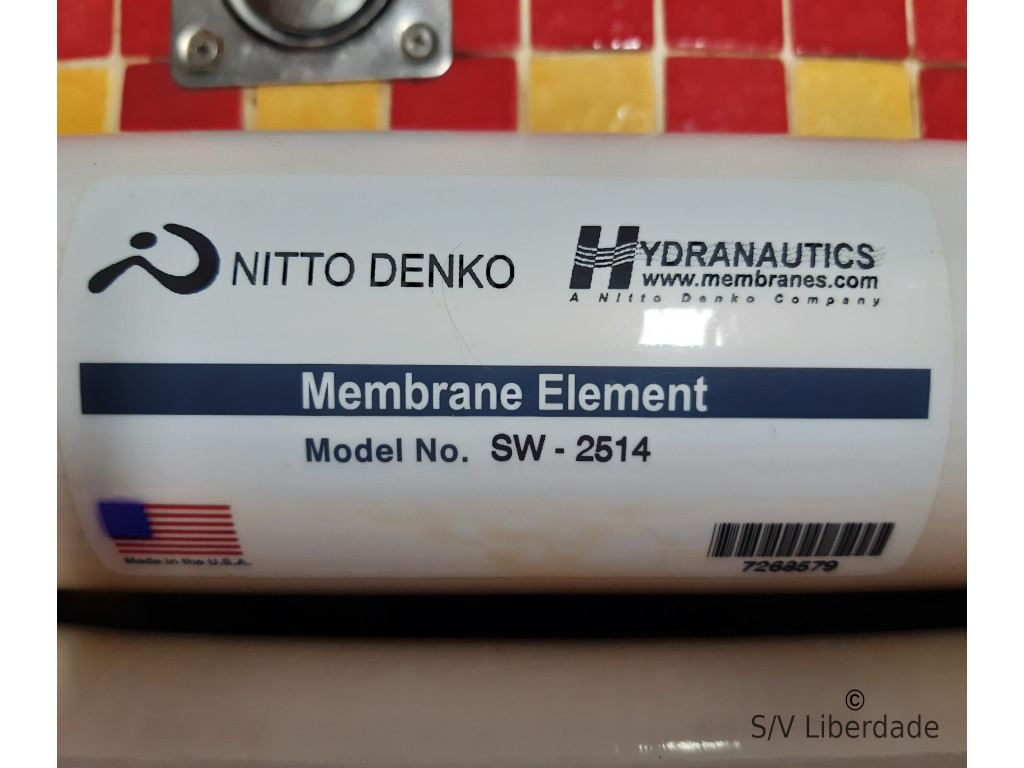 NITTO DENKO
HYDRANAUTICS
www.membranes.com
A Nitto Denko Company
Membrane Element
Model No. SW - 2514
Made in the U.S.A.
7268579
©
S/V Liberdade